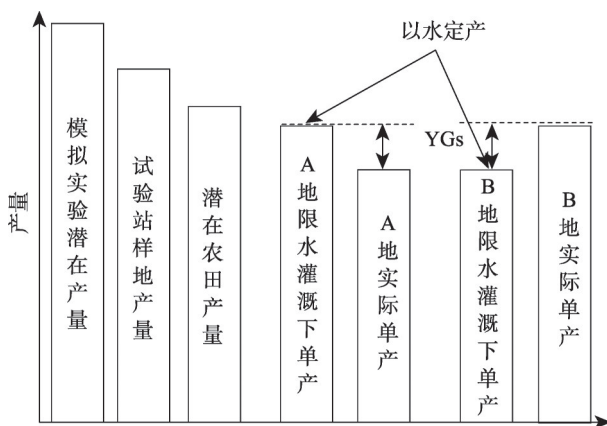 以水定产
YGs
产量
模拟实验潜在产量
试验站样地产量
潜在农田产量
A地限水灌溉下单产
A地实际单产
B地限水灌溉下单产
B地实际单产